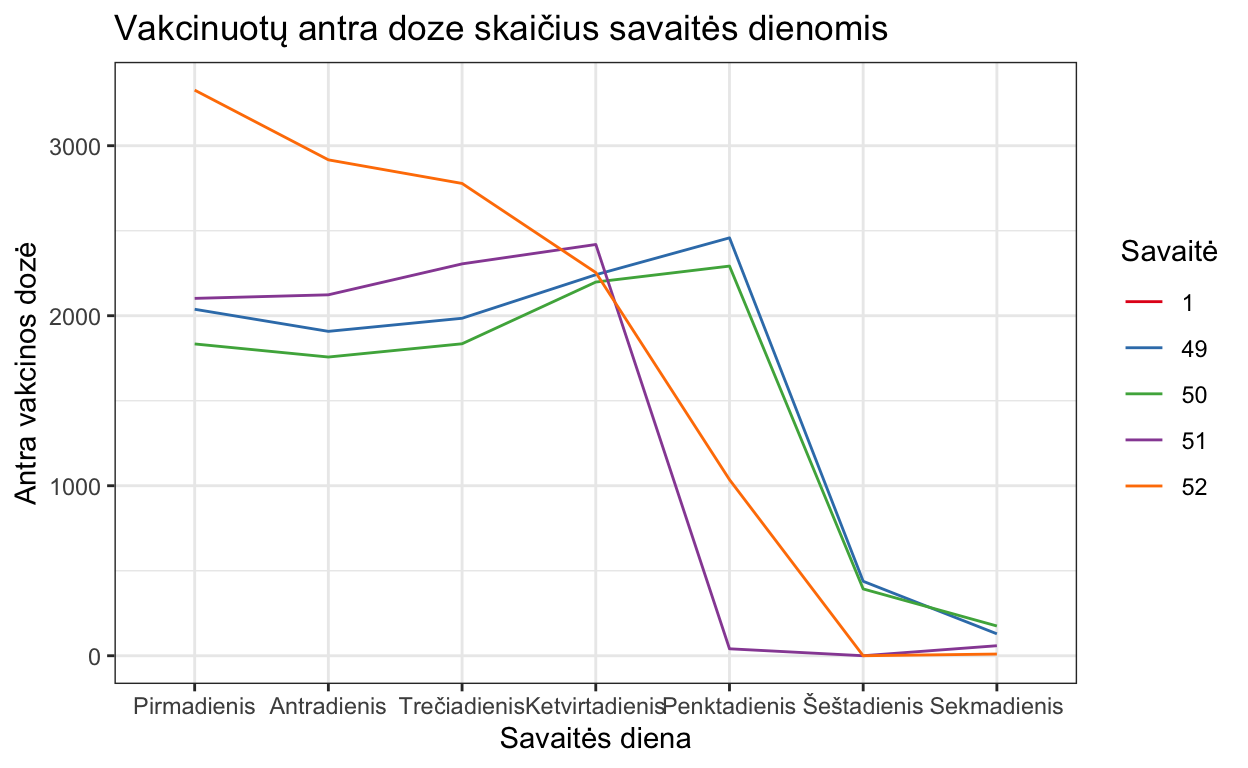 Vakcinuotų antra doze skaičius savaitės dienomis
Antra vakcinos dozė
3000
2000
1000
0
Pirmadienis Antradienis Trečiadienis Ketvirtadienis Penktadienis Šeštadienis Sekmadienis
Savaitės diena
Savaitė
1
49
50
51
52